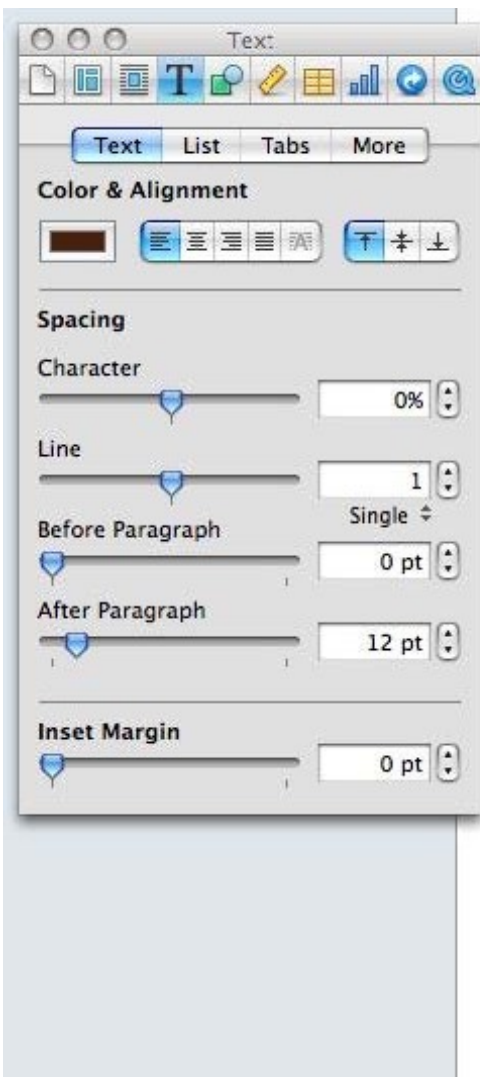 Text
Text List Tabs More
Color & Alignment
Spacing
Character
0%
Line
1
Single
Before Paragraph
0 pt
After Paragraph
12 pt
Inset Margin
0 pt